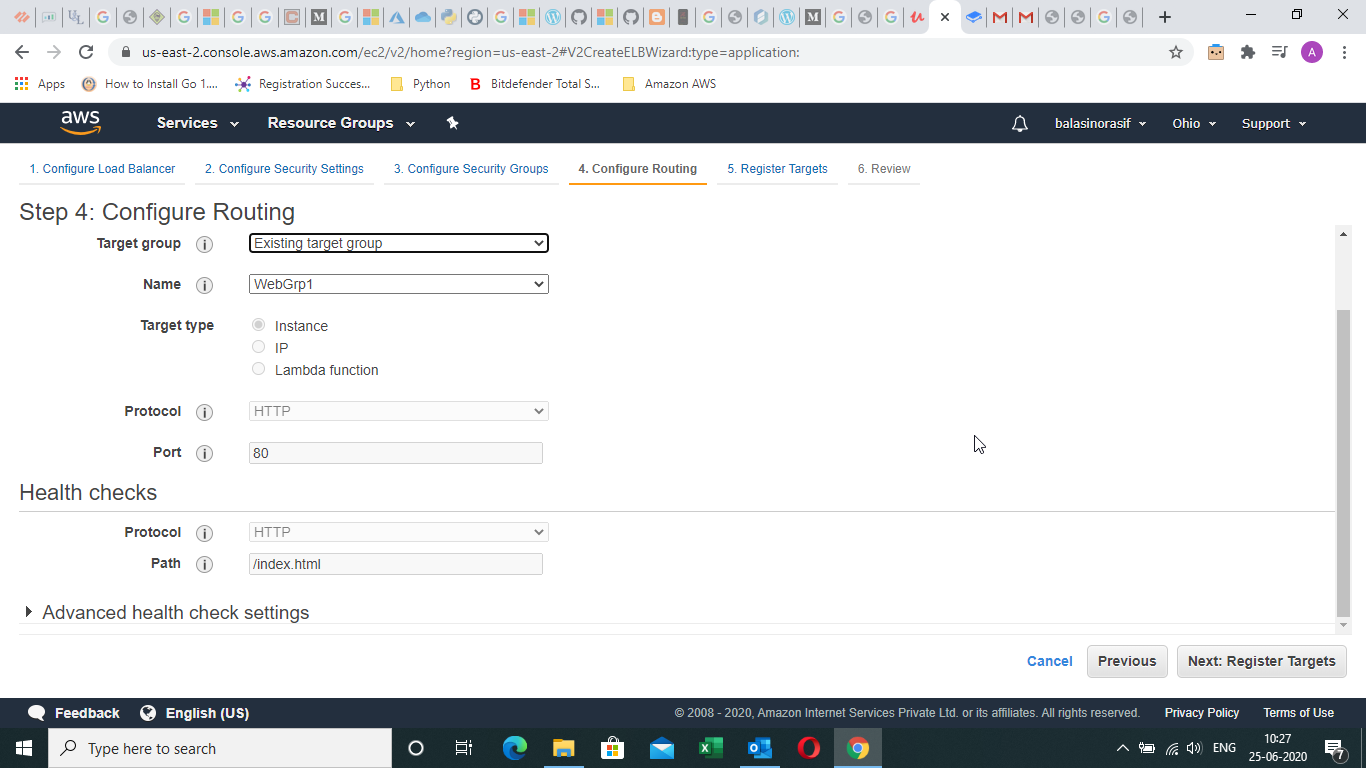 us-east-2.console.aws.amazon.com/ec2/v2/home?region=us-east-2#V2CreateELBWizard:type=application:
A
Apps How to Install Go 1.... Registration Succes... Python B Bitdefender Total S... Amazon AWS
aws Services Resource Groups balasinorasif Ohio Support
1. Configure Load Balancer 2. Configure Security Settings 3. Configure Security Groups 4. Configure Routing 5. Register Targets 6. Review
Step 4: Configure Routing
Target group i Existing target group
Name i WebGrp1
Target type Instance
IP
Lambda function
Protocol i HTTP
Port i 80
Health checks
Protocol i HTTP
Path i /index.html
Advanced health check settings
Cancel Previous Next: Register Targets
Feedback English (US) © 2008 - 2020, Amazon Internet Services Private Ltd. or its affiliates. All rights reserved. Privacy Policy Terms of Use
Type here to search ENG 10:27
25-06-2020 7